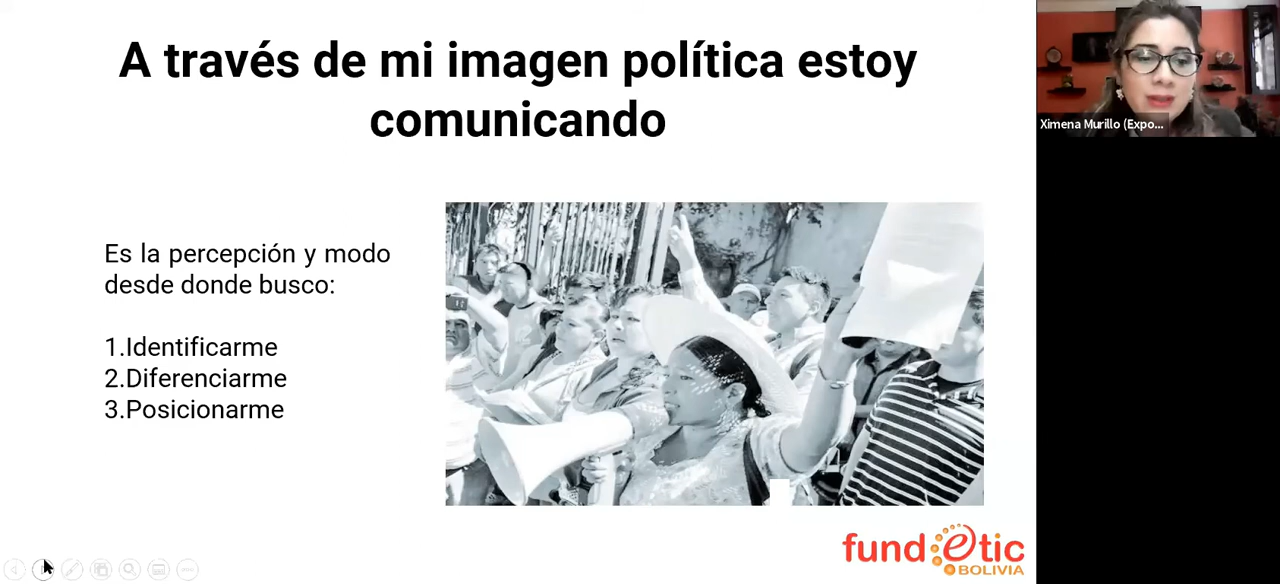 A través de mi imagen política estoy
comunicando
Ximena Murillo (Expo...
Es la percepción y modo
desde donde busco:
1.Identificarme
2.Diferenciarme
3.Posicionarme
fundetic
BOLIVIA